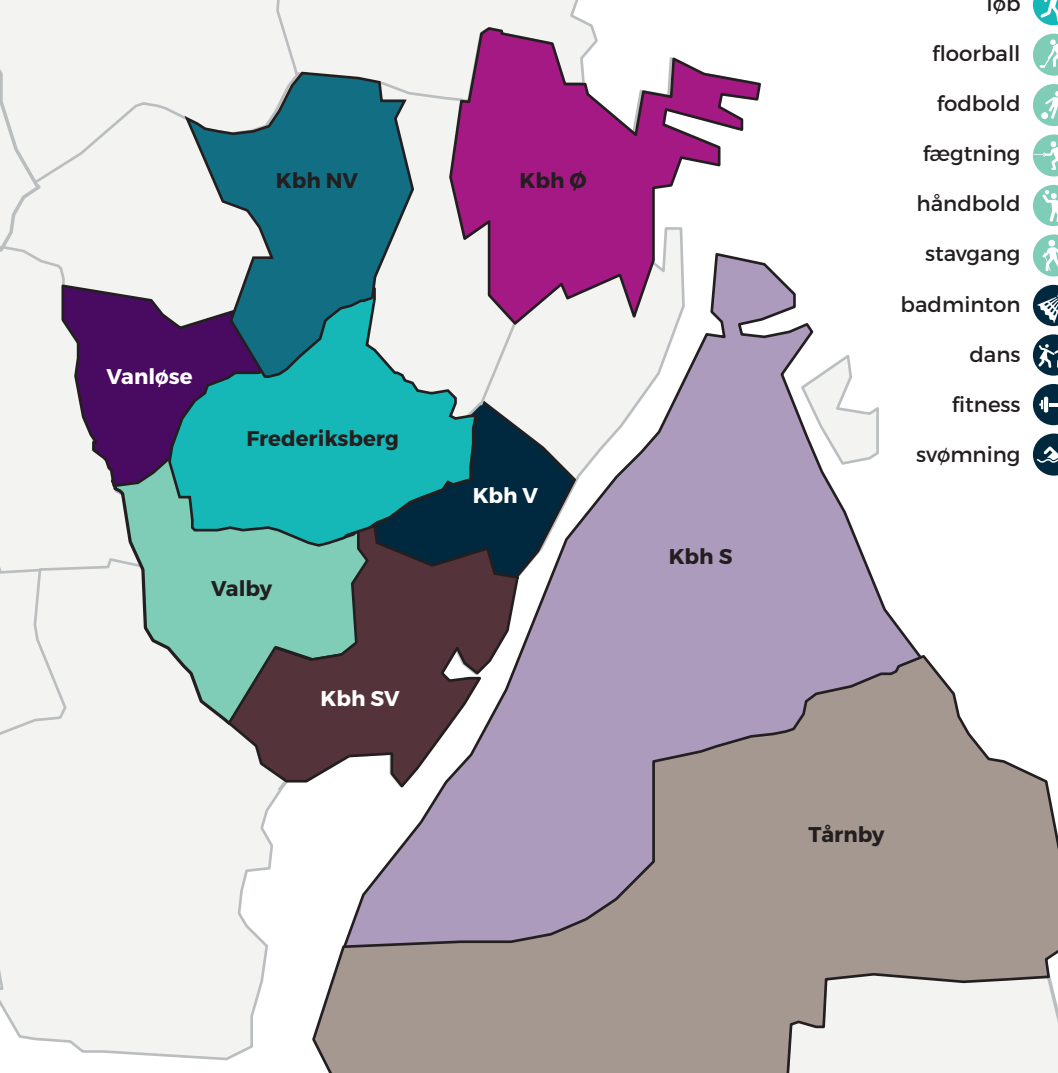 løb
floorball
fodbold
fægtning
håndbold
stavgang
badminton
dans
fitness
svømning
Kbh NV
Kbh Ø
Vanløse
Frederiksberg
Kbh V
Kbh S
Valby
Kbh SV
Tårnby